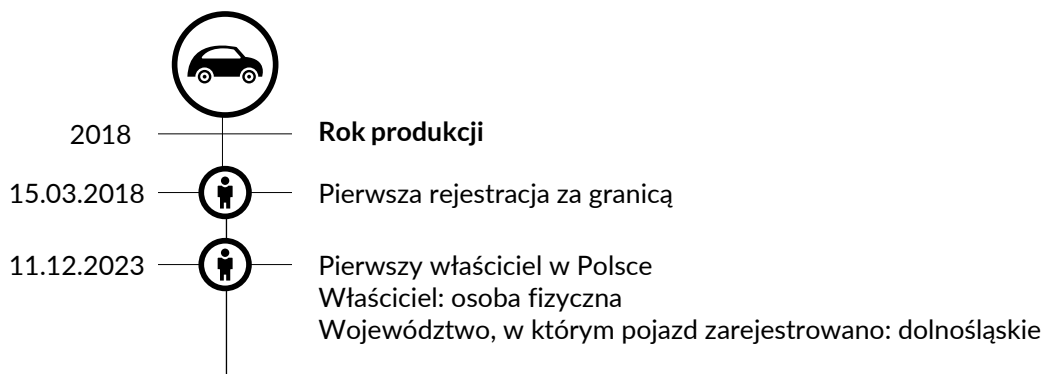 2018 Rok produkcji
15.03.2018 Pierwsza rejestracja za granicą
11.12.2023 Pierwszy właściciel w Polsce
Właściciel: osoba fizyczna
Województwo, w którym pojazd zarejestrowano: dolnośląskie